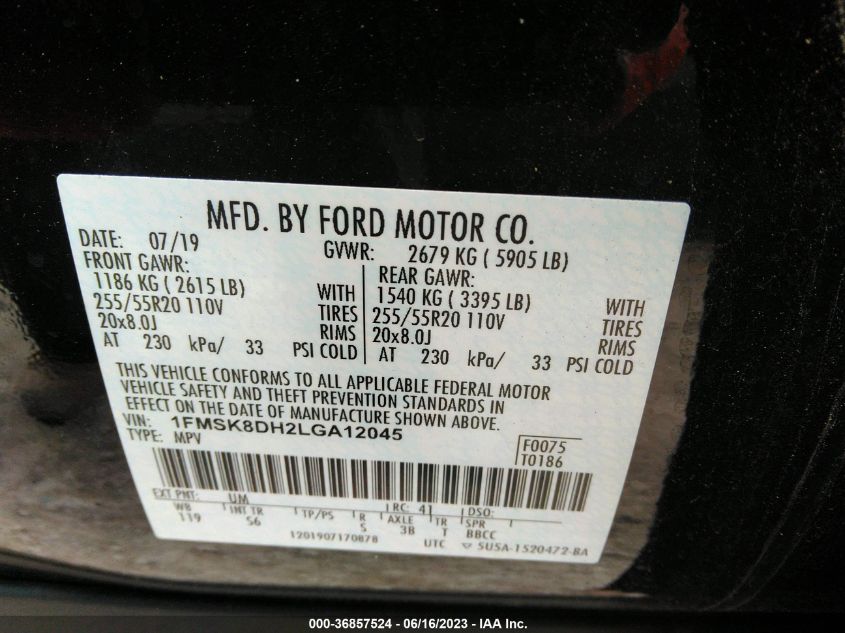 MFD. BY FORD MOTOR CO.
DATE: 07/19 GVWR: 2679 KG ( 5905 LB)
FRONT GAWR: REAR GAWR:
1186 KG ( 2615 LB) WITH 1540 KG ( 3395 LB) WITH
255/55R20 110V TIRES 255/55R20 110V TIRES
20x8.0J RIMS 20x8.0J RIMS
AT 230 kPa/ 33 PSI COLD AT 230 kPa/ 33 PSI COLD
THIS VEHICLE CONFORMS TO ALL APPLICABLE FEDERAL MOTOR
VEHICLE SAFETY AND THEFT PREVENTION STANDARDS IN
EFFECT ON THE DATE OF MANUFACTURE SHOWN ABOVE.
VIN: 1FMSK8DH2LGA12045 F0075
TYPE: MPV T0186
EXT PNT: UM RC: 41 DSO:
WB INT TR TP/PS R AXLE TR SPR
119 S6 S 3B T BBCC
1201907170878 UTC ▽ SU5A-1520472-BA
000-36857524 - 06/16/2023 - IAA Inc.